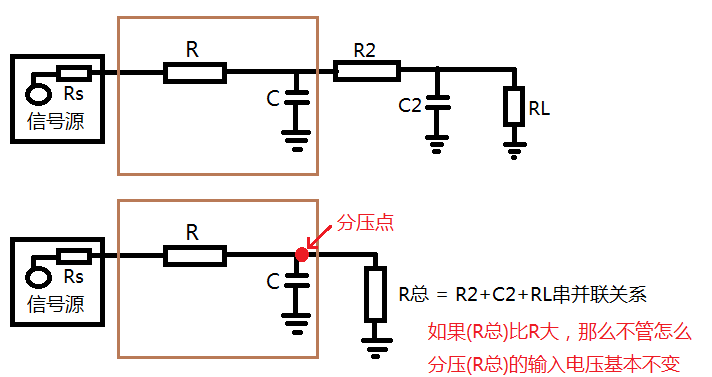 R
R2
Rs
信号源
C
C2
RL
分压点
R
Rs
信号源
C
R总 = R2+C2+RL串并联关系
如果(R总)比R大，那么不管怎么
分压(R总)的输入电压基本不变